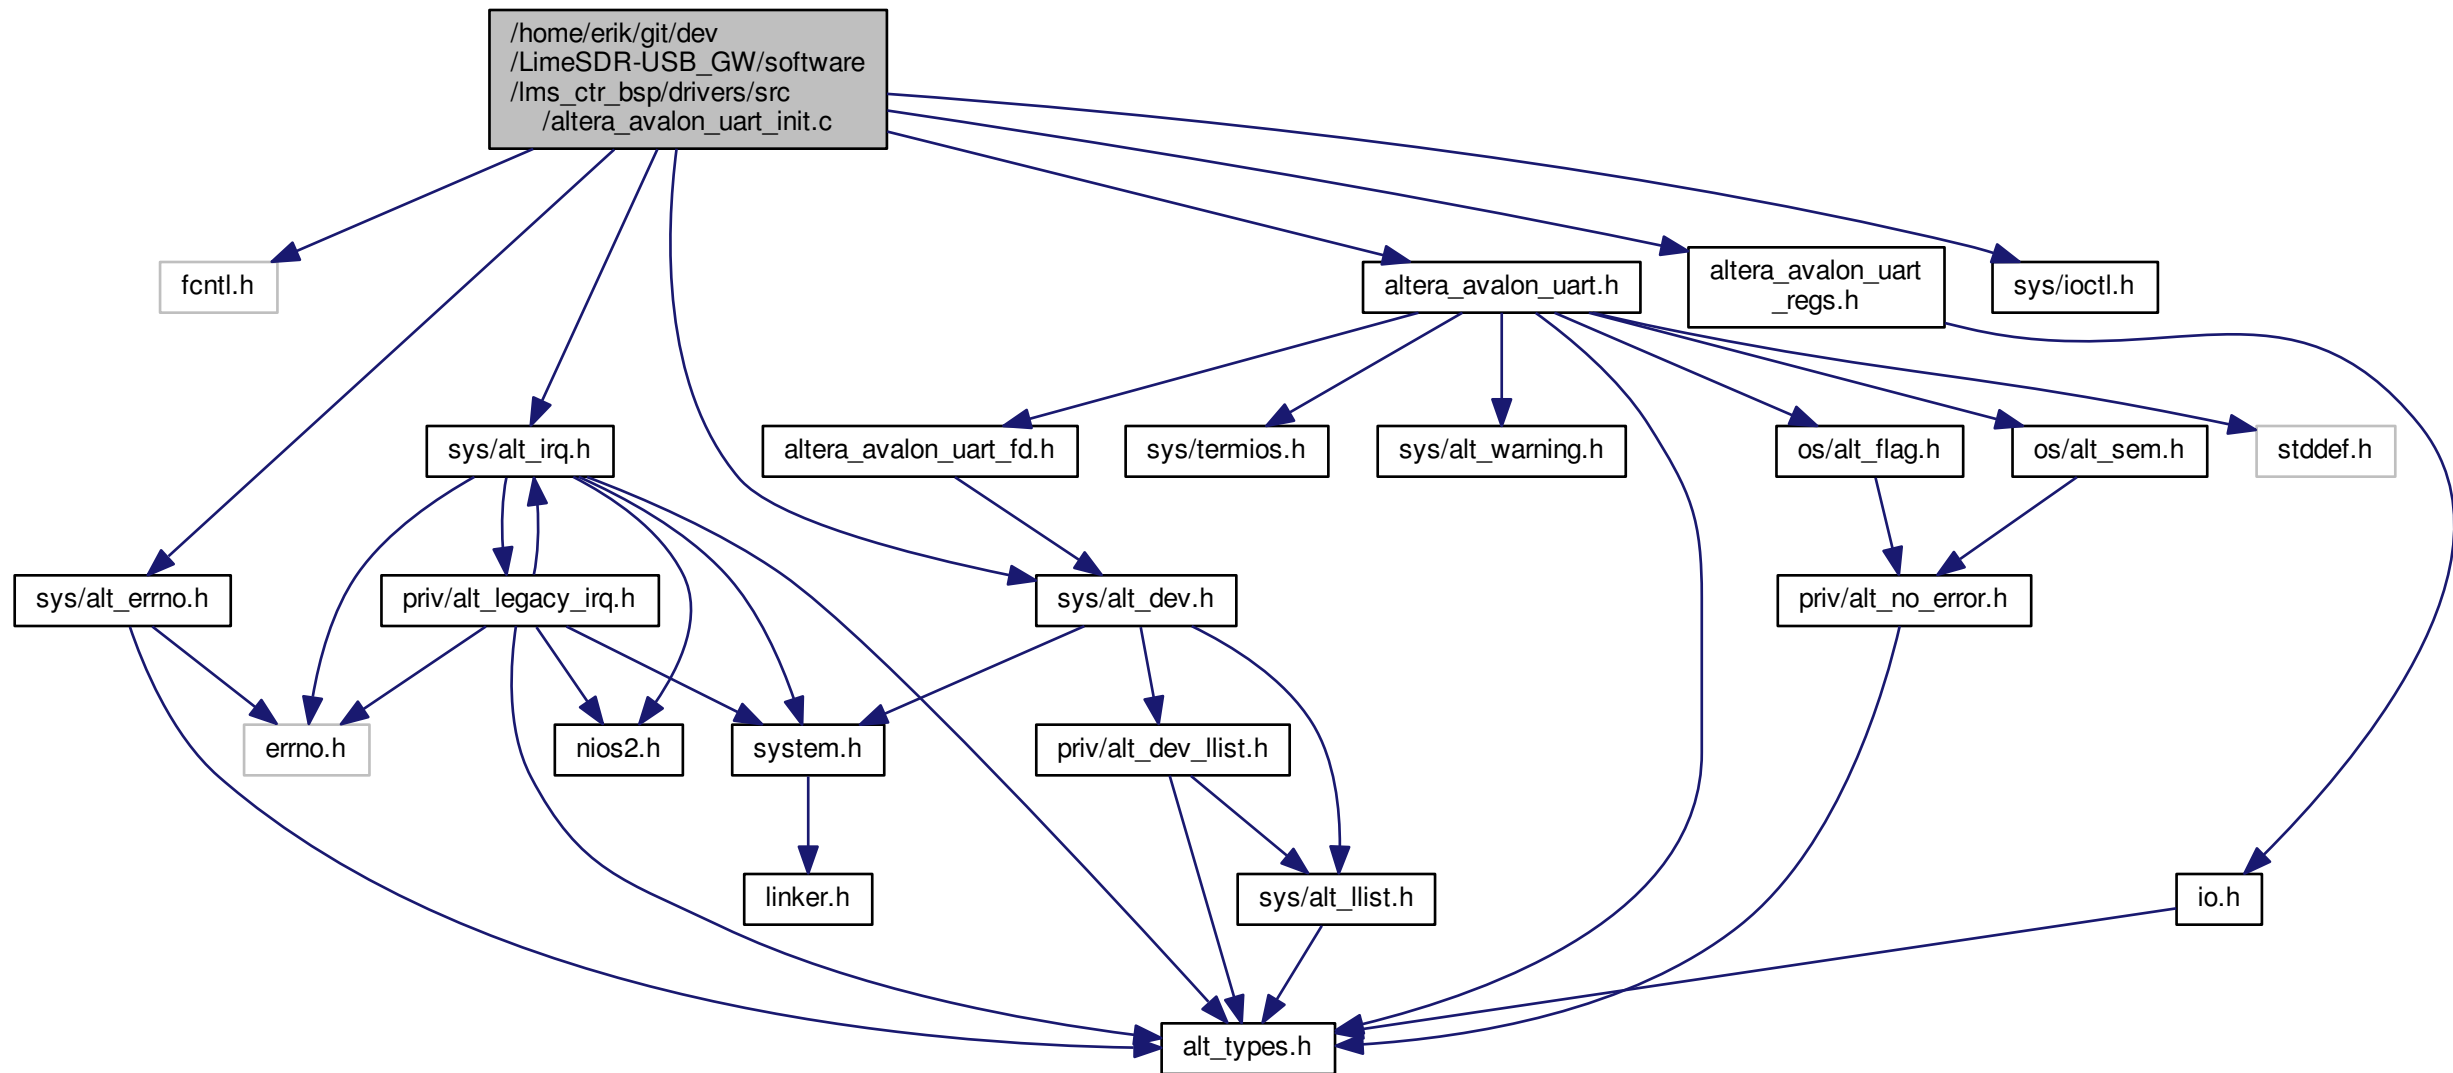 /home/erik/git/dev
/LimeSDR-USB_GW/software
/lms_ctr_bsp/drivers/src
/altera_avalon_uart_init.c
fcntl.h
altera_avalon_uart.h
altera_avalon_uart
_regs.h
sys/ioctl.h
sys/alt_irq.h
altera_avalon_uart_fd.h
sys/termios.h
sys/alt_warning.h
os/alt_flag.h
os/alt_sem.h
stddef.h
sys/alt_errno.h
priv/alt_legacy_irq.h
sys/alt_dev.h
priv/alt_no_error.h
errno.h
nios2.h
system.h
priv/alt_dev_llist.h
linker.h
sys/alt_llist.h
io.h
alt_types.h